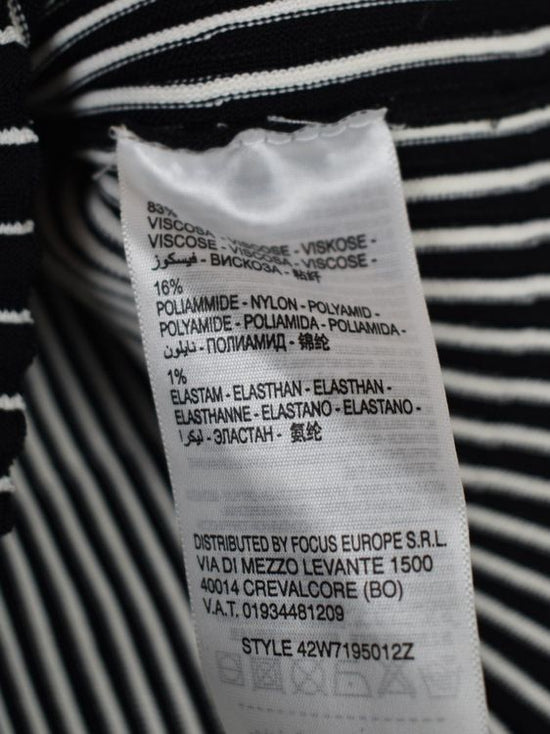 83%
VISCOSA - VISCOSE - VISKOSE -
VISCOSE - VISCOSA - VISCOSE -
فيسكوز - ВИСКОЗА - 粘纤
16%
POLIAMMIDE - NYLON - POLYAMID -
POLYAMIDE - POLIAMIDA - POLIAMIDA -
نايلون - ПОЛИАМИД - 锦纶
1%
ELASTAM - ELASTHAN - ELASTHAN -
ELASTHANNE - ELASTANO - ELASTANO -
ليكرا - ЭЛАСТАН - 氨纶
DISTRIBUTED BY FOCUS EUROPE S.R.L.
VIA DI MEZZO LEVANTE 1500
40014 CREVALCORE (BO)
V.A.T. 01934481209
STYLE 42W7195012Z